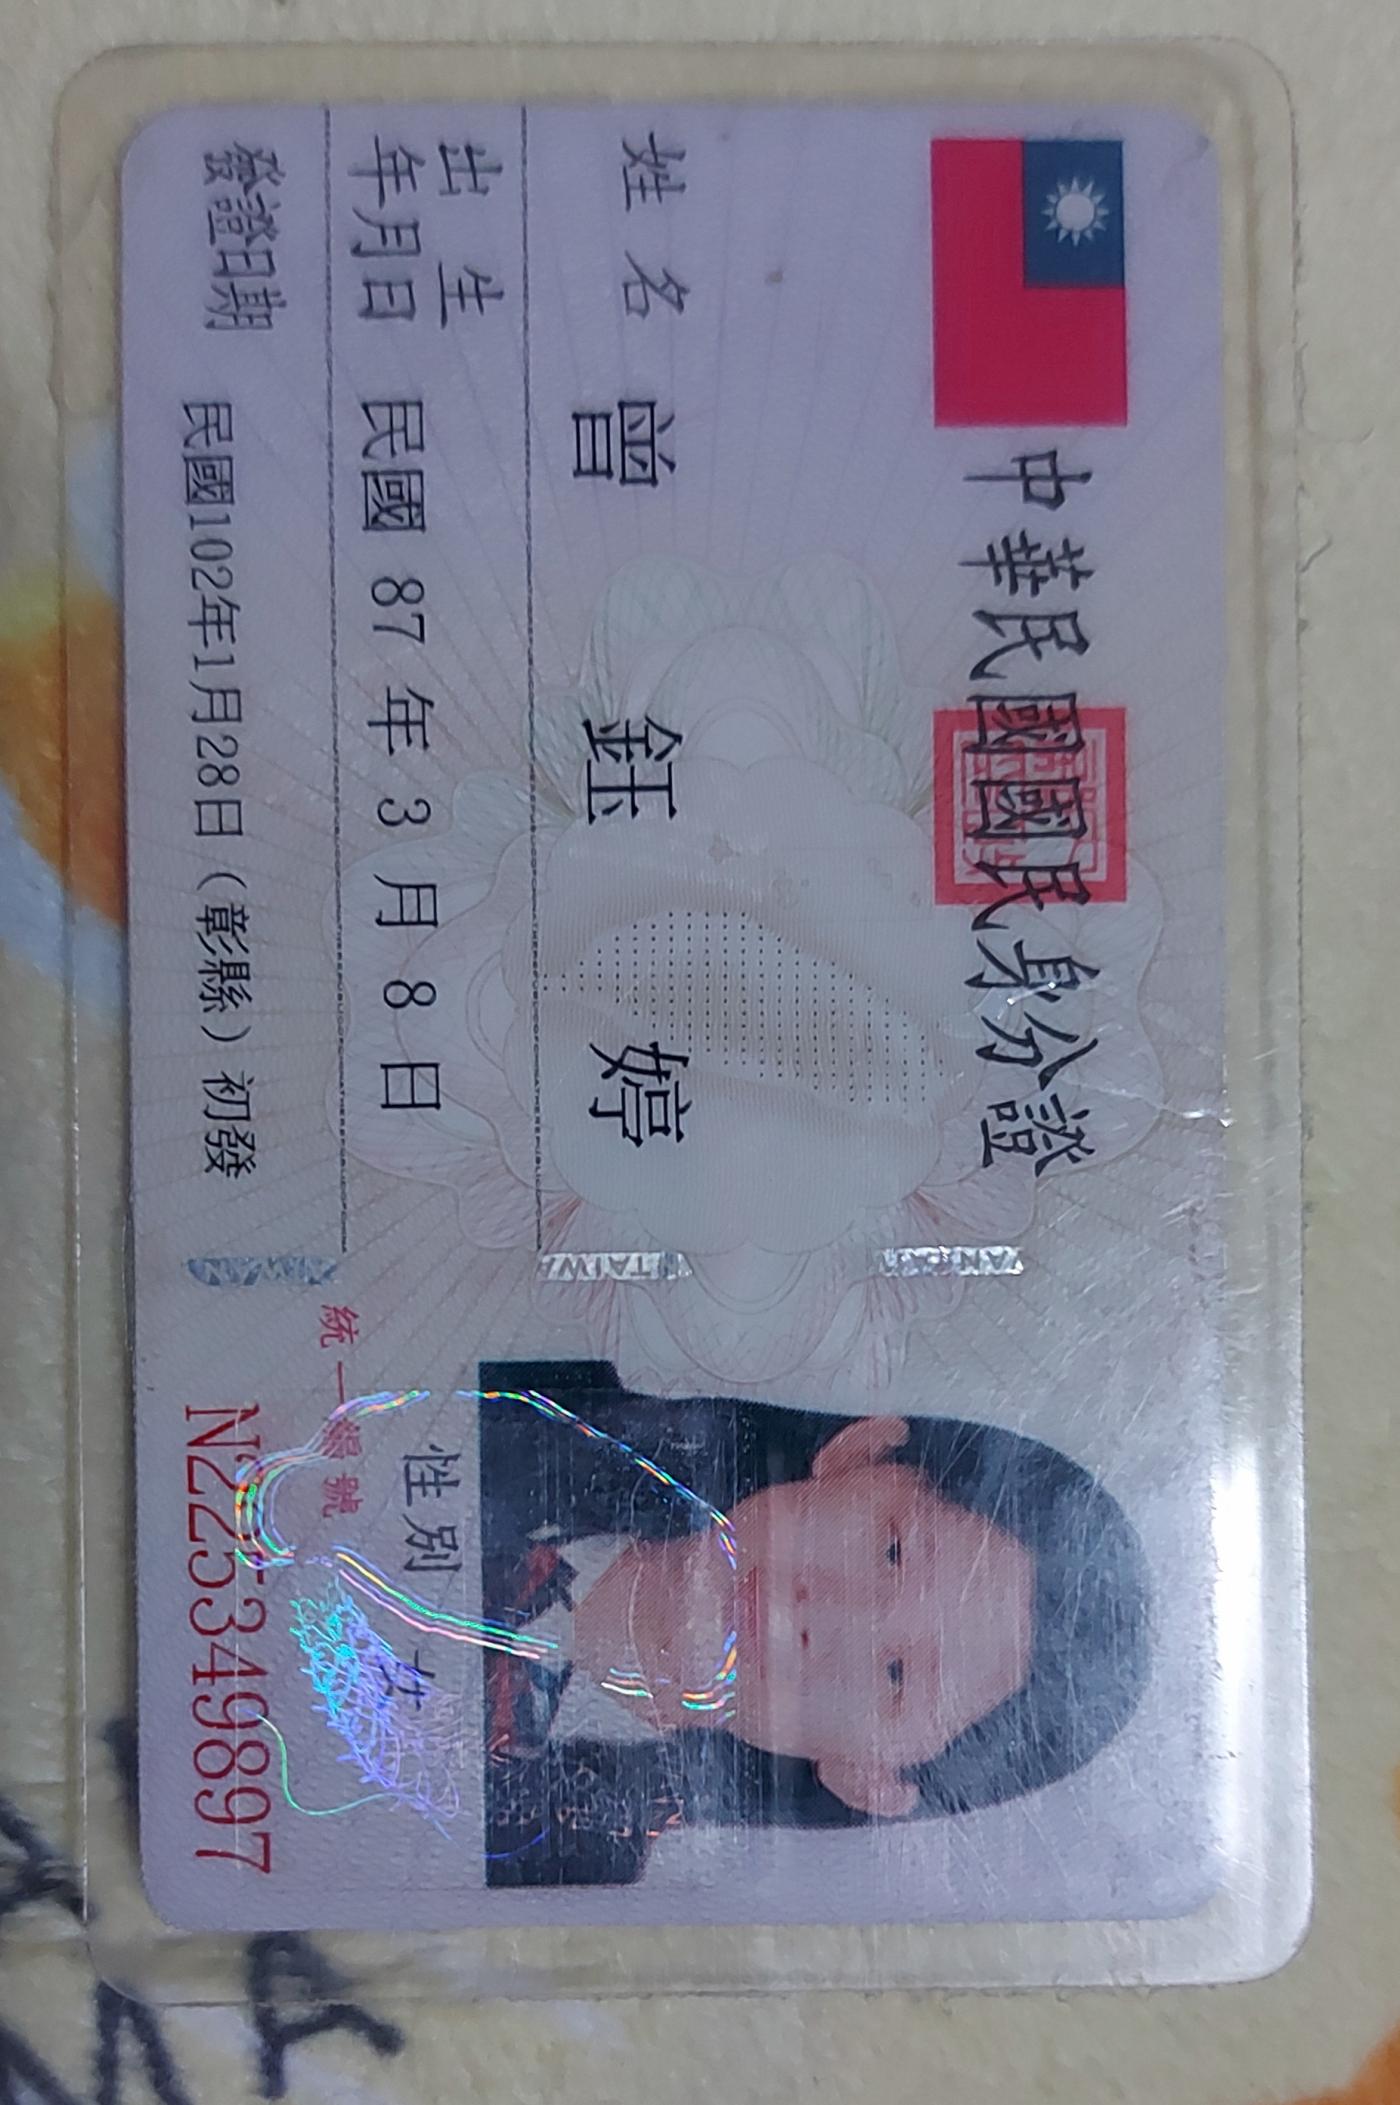 中華民國國民身分證
姓名 曾鈺婷
出生年月日 民國 87 年 3 月 8 日
發證日期 民國102年1月28日（彰縣）初發
性別 女
統一編號
N225349897
TAIWAN